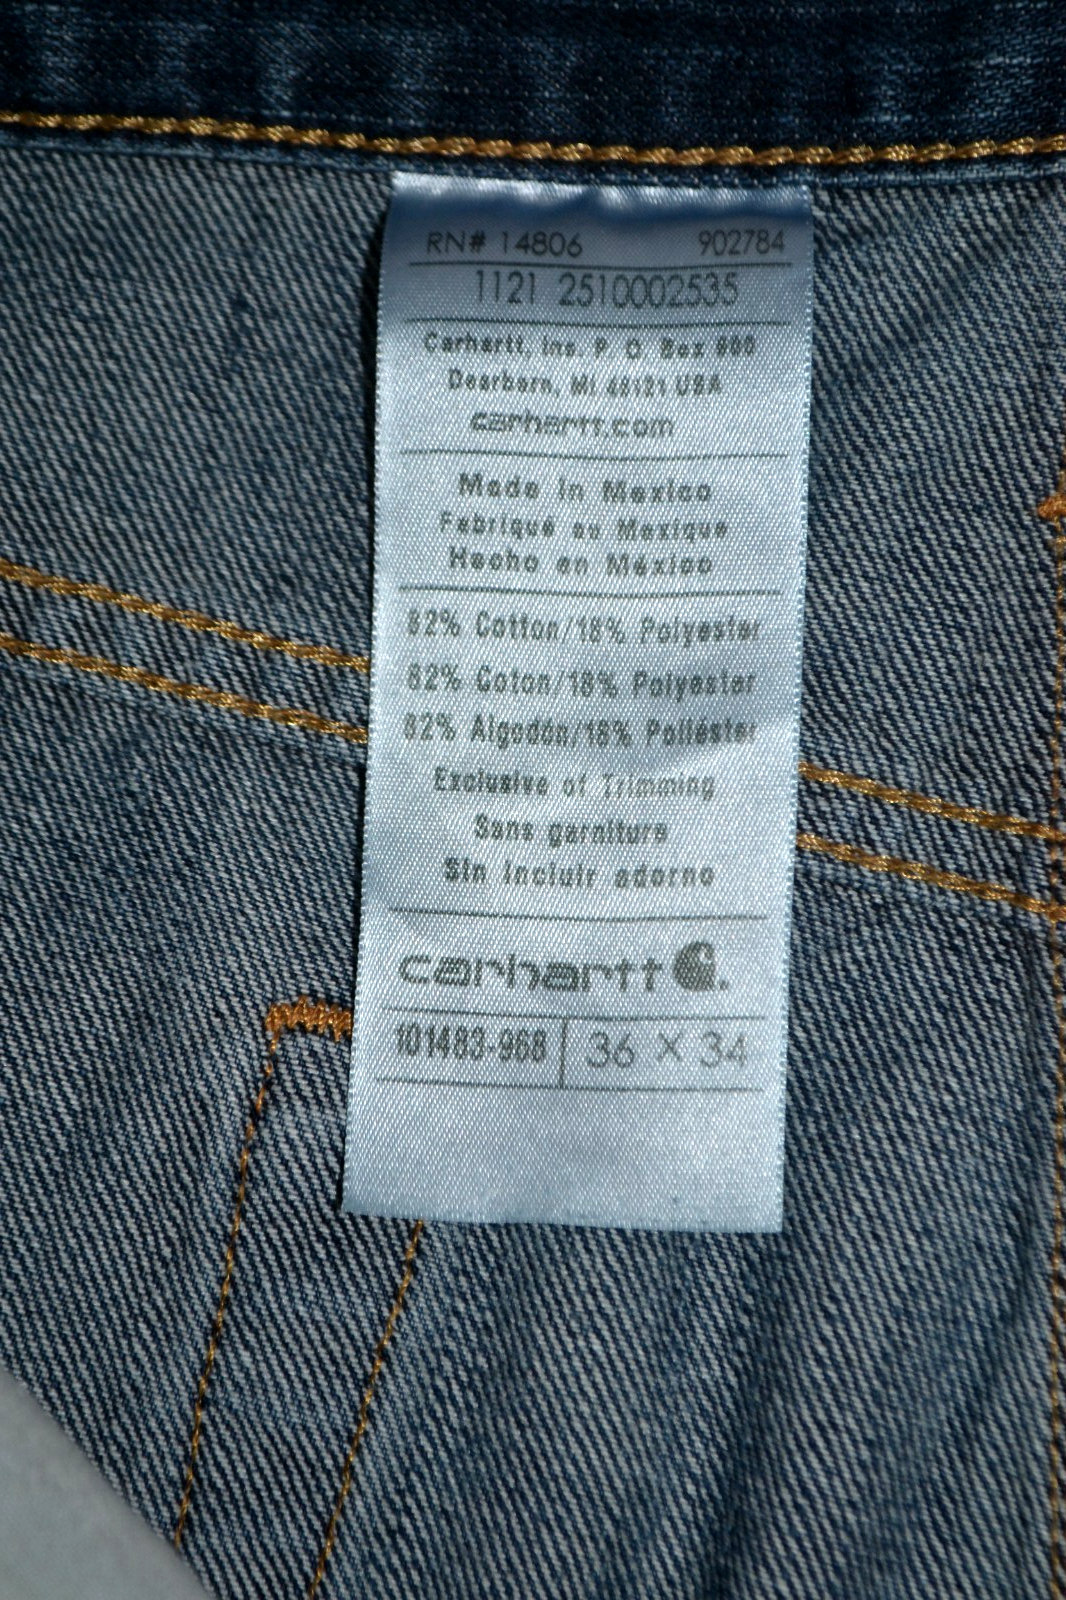 RN# 14806 902784
1121 2510002535
Carhartt, Inc. P. O. Box 600
Dearborn, MI 48121 USA
carhartt.com
Made in Mexico
Fabriqué au Mexique
Hecho en México
82% Cotton/18% Polyester
82% Coton/18% Polyester
82% Algodón/18% Poliéster
Exclusive of Trimming
Sans garniture
Sin incluir adorno
carhartt
101483-968 36 X 34